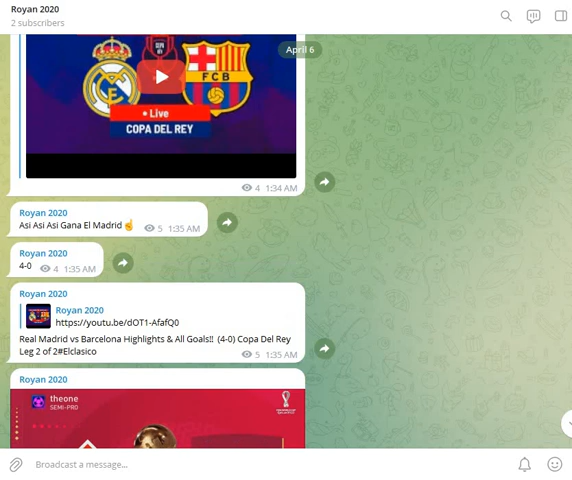 Royan 2020
2 subscribers
April 6
FCB
• Live
COPA DEL REY
4 1:34 AM
Royan 2020
Asi Asi Asi Gana El Madrid ☝
5 1:35 AM
Royan 2020
4-0
4 1:35 AM
Royan 2020
Royan 2020
https://youtu.be/dOT1-AfafQ0
Real Madrid vs Barcelona Highlights & All Goals!! (4-0) Copa Del Rey
Leg 2 of 2#Elclasico
5 1:35 AM
Royan 2020
theone
SEMI-PRO
Broadcast a message...